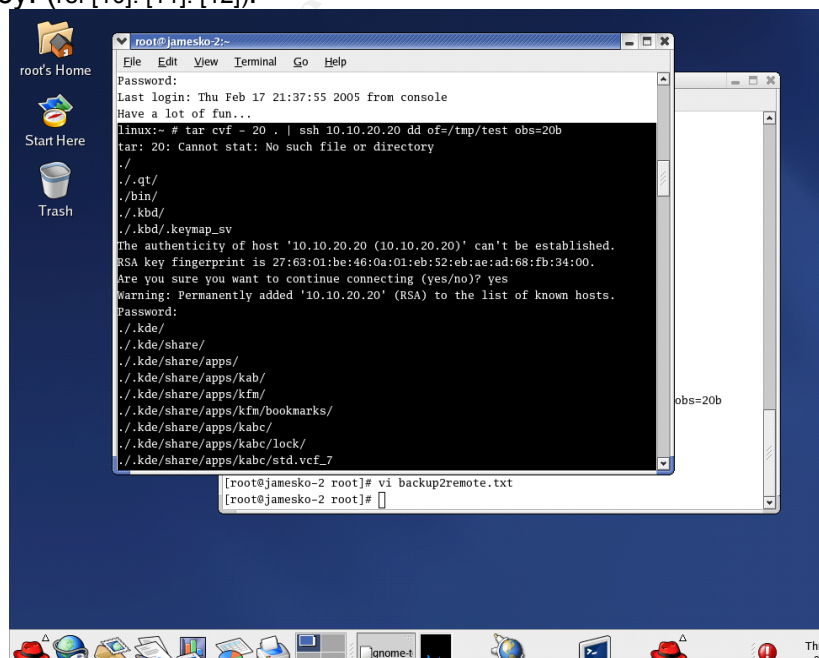 (ref [10]. [11]. [12]).
root's Home
Start Here
Trash
root@jamesko-2:~
File Edit View Terminal Go Help
Password:
Last login: Thu Feb 17 21:37:55 2005 from console
Have a lot of fun...
linux:~ # tar cvf - 20 . | ssh 10.10.20.20 dd of=/tmp/test obs=20b
tar: 20: Cannot stat: No such file or directory
./
./.qt/
./bin/
./.kbd/
./.kbd/.keymap_sv
The authenticity of host '10.10.20.20 (10.10.20.20)' can't be established.
RSA key fingerprint is 27:63:01:be:46:0a:01:eb:52:eb:ae:ad:68:fb:34:00.
Are you sure you want to continue connecting (yes/no)? yes
Warning: Permanently added '10.10.20.20' (RSA) to the list of known hosts.
Password:
./.kde/
./.kde/share/
./.kde/share/apps/
./.kde/share/apps/kab/
./.kde/share/apps/kfm/
./.kde/share/apps/kfm/bookmarks/
./.kde/share/apps/kabc/
./.kde/share/apps/kabc/lock/
./.kde/share/apps/kabc/std.vcf_7
obs=20b
[root@jamesko-2 root]# vi backup2remote.txt
[root@jamesko-2 root]#
gnome-t
Th